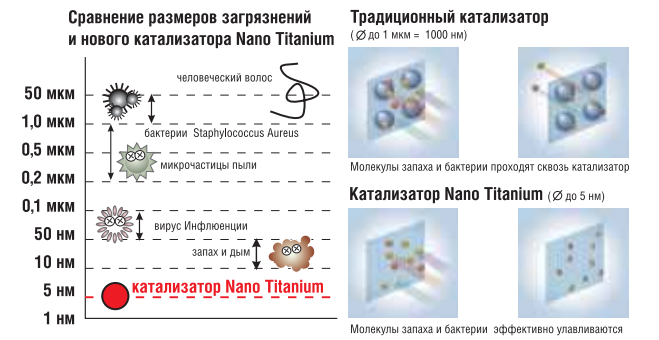 Сравнение размеров загрязнений
и нового катализатора Nano Titanium
50 мкм
1,0 мкм
0,5 мкм
0,2 мкм
0,1 мкм
50 нм
10 нм
5 нм
1 нм
человеческий волос
бактерии Staphylococcus Aureus
микрочастицы пыли
вирус Инфлюенции
запах и дым
катализатор Nano Titanium
Традиционный катализатор
(Ø до 1 мкм = 1000 нм)
Молекулы запаха и бактерии проходят сквозь катализатор
Катализатор Nano Titanium (Ø до 5 нм)
Молекулы запаха и бактерии эффективно улавливаются